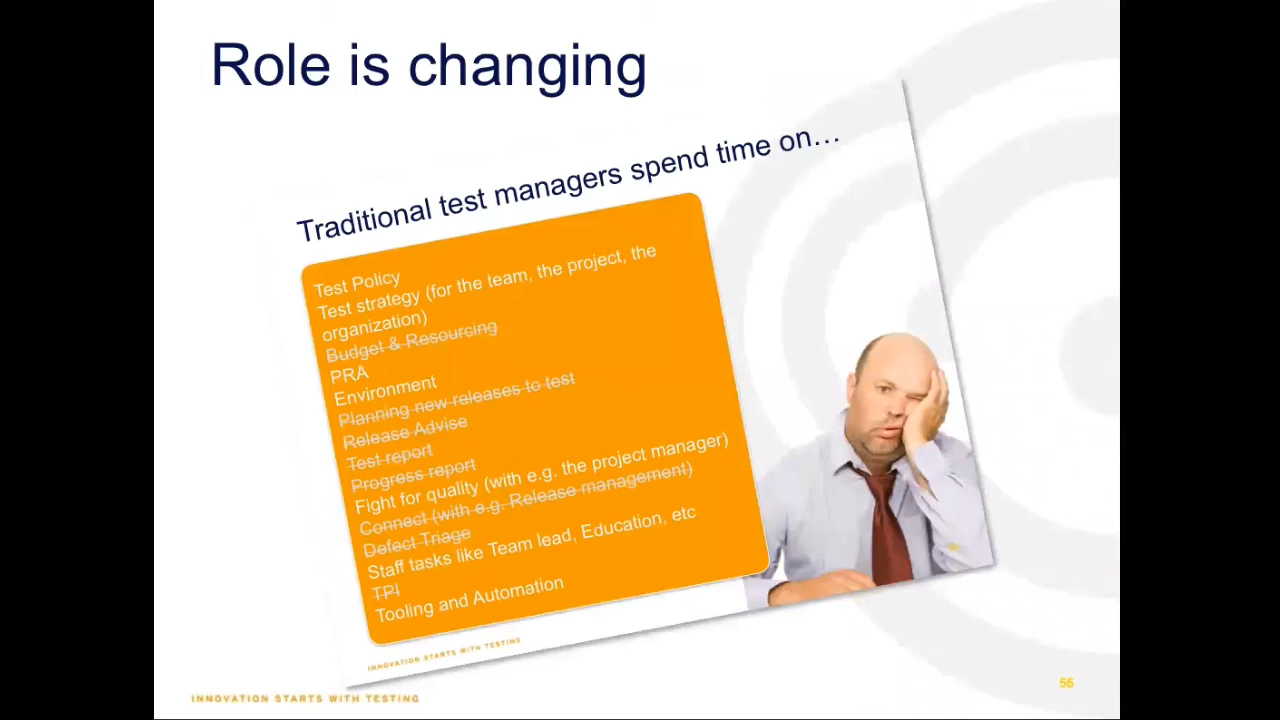 Role is changing
Traditional test managers spend time on…
Test Policy
Test strategy (for the team, the project, the
organization)
Budget & Resourcing
PRA
Environment
Planning new releases to test
Release Advise
Test report
Progress report
Fight for quality (with e.g. the project manager)
Connect (with e.g. Release management)
Defect Triage
Staff tasks like Team lead, Education, etc
TPI
Tooling and Automation
INNOVATION STARTS WITH TESTING
INNOVATION STARTS WITH TESTING
55